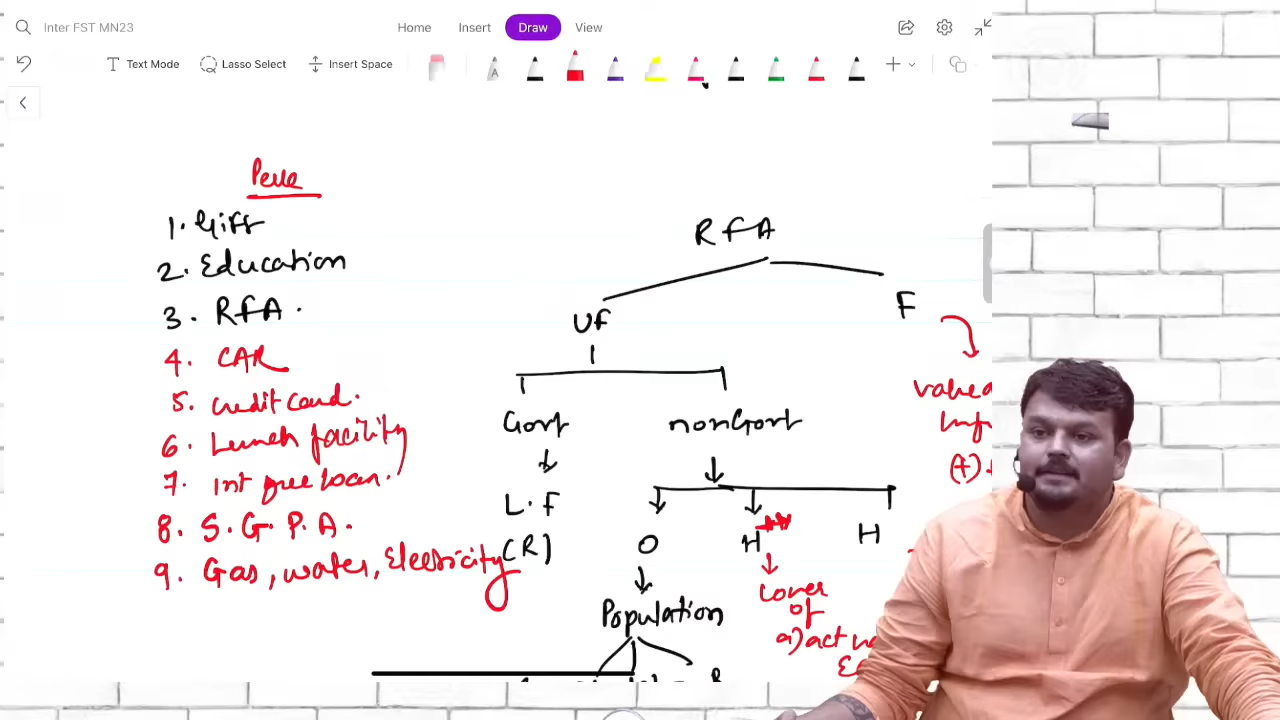 Inter FST MN23
Home Insert Draw View
Text Mode Lasso Select Insert Space
A
1. Gift
2. Education
3. RFA.
4. CAR
5. Credit card.
6. Lunch facility
7. Int free loan.
8. S.G.P.A.
9. Gas, water, Electricity
RFA
UF F
Govt nonGovt
L.F
(R)
O H** H
Population
Lower
of
a) act
(+)